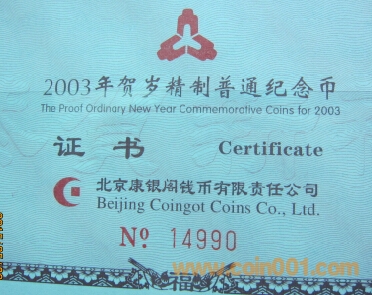 2003年贺岁精制普通纪念币
The Proof Ordinary New Year Commemorative Coins for 2003
证 书 Certificate
北京康银阁钱币有限责任公司
Beijing Coingot Coins Co., Ltd.
№ 14990
www.coin001.com
福